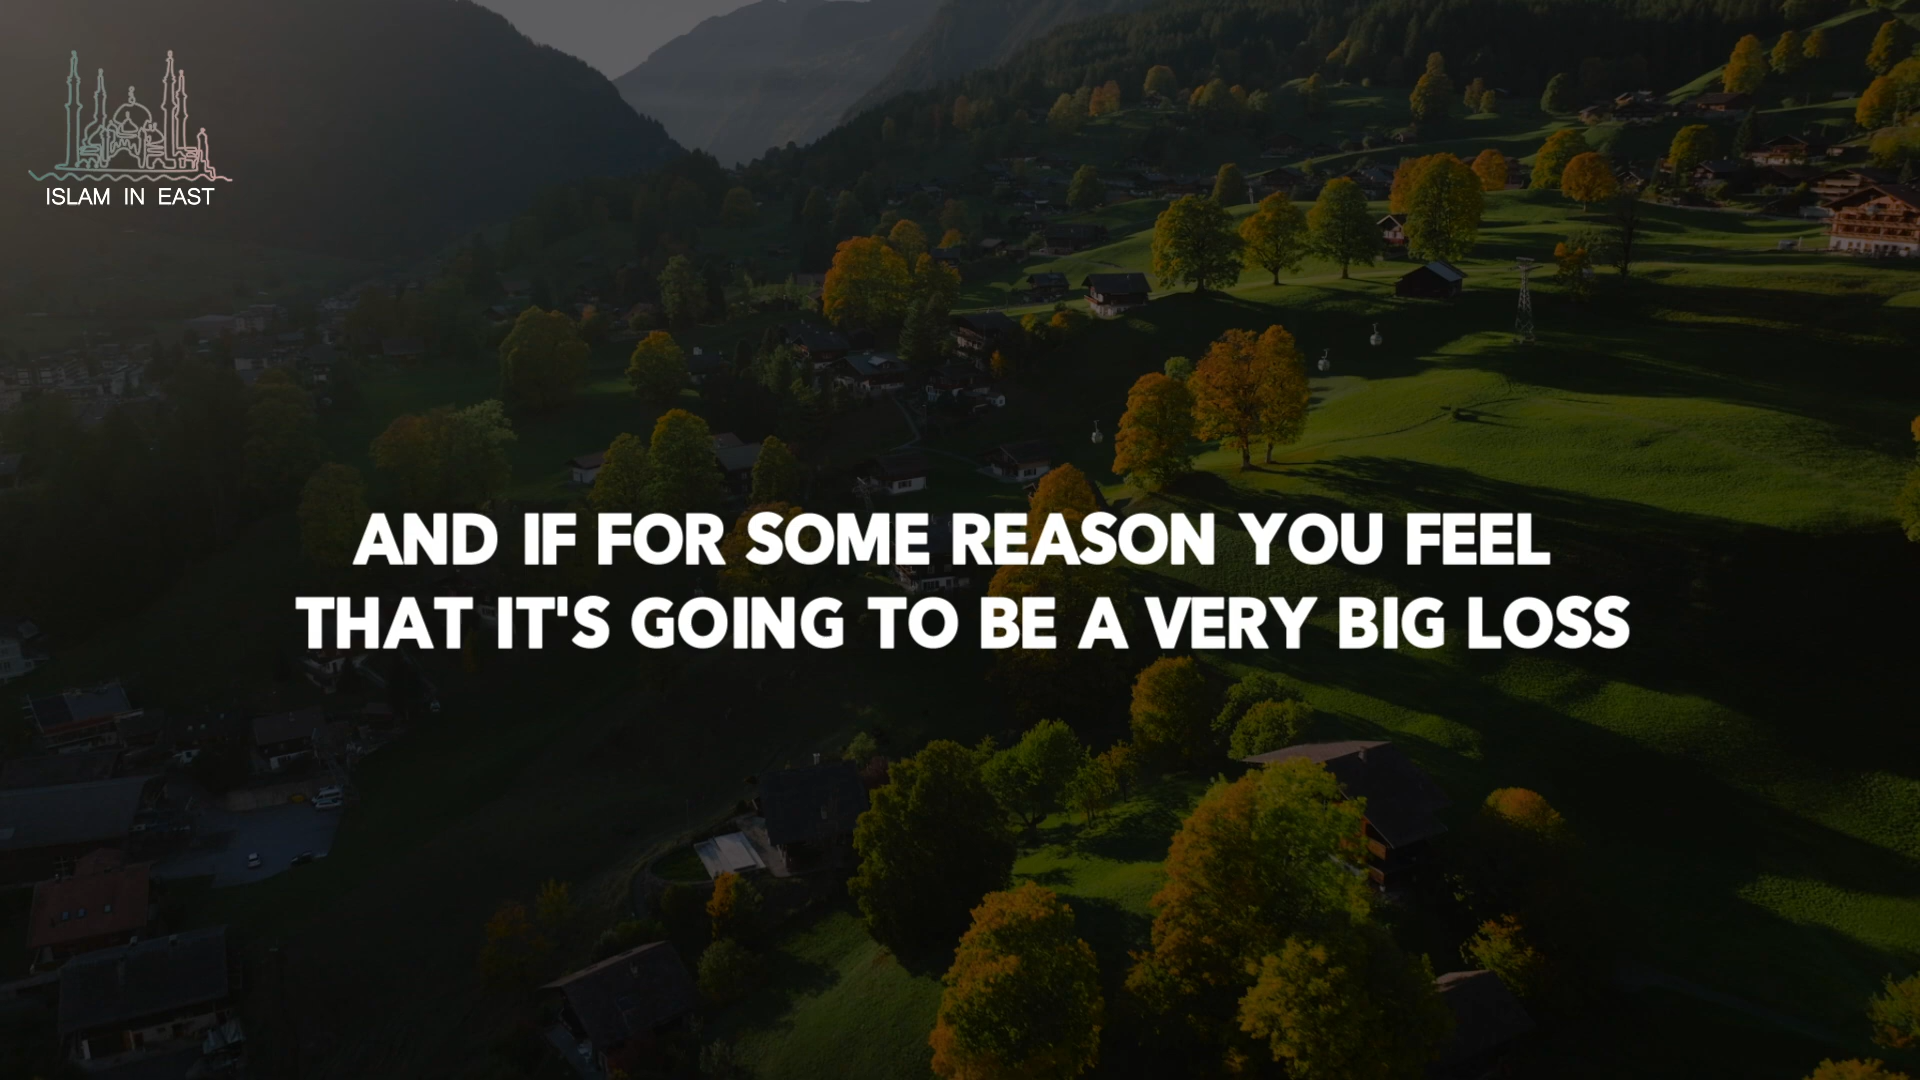 ISLAM IN EAST
AND IF FOR SOME REASON YOU FEEL
THAT IT'S GOING TO BE A VERY BIG LOSS